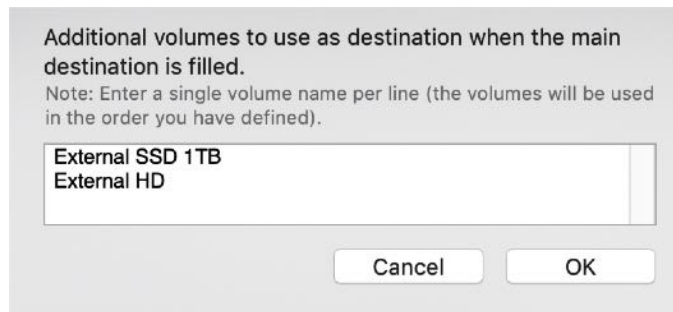 Additional volumes to use as destination when the main
destination is filled.
Note: Enter a single volume name per line (the volumes will be used
in the order you have defined).
External SSD 1TB
External HD
Cancel
OK